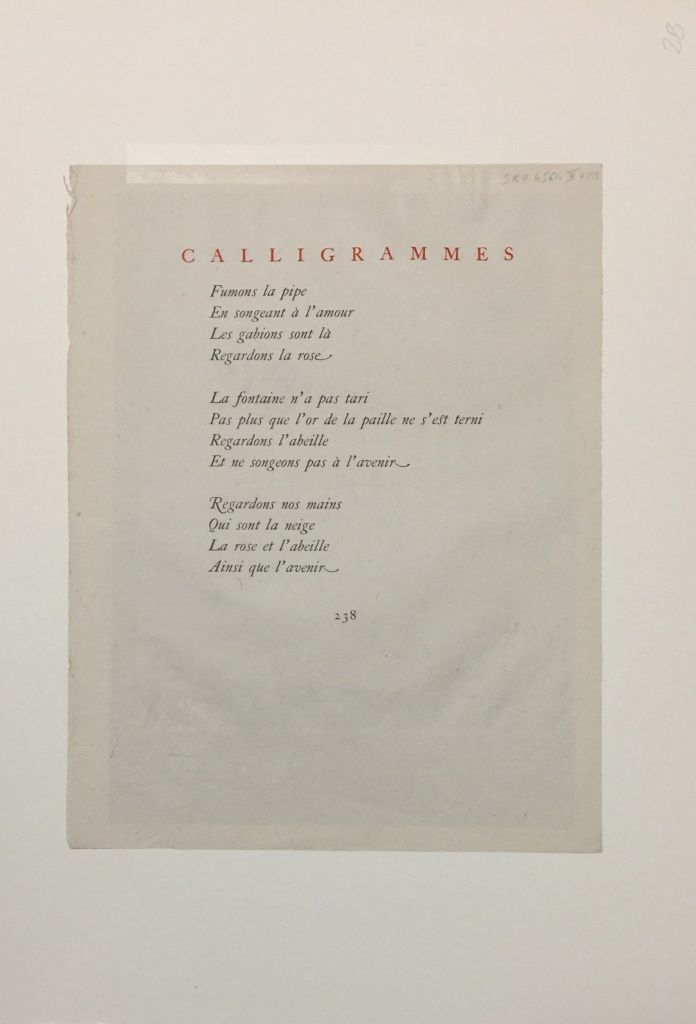 28
CALLIGRAMMES
Fumons la pipe
En songeant à l'amour
Les gabions sont là
Regardons la rose
La fontaine n'a pas tari
Pas plus que l'or de la paille ne s'est terni
Regardons l'abeille
Et ne songeons pas à l'avenir
Regardons nos mains
Qui sont la neige
La rose et l'abeille
Ainsi que l'avenir
238